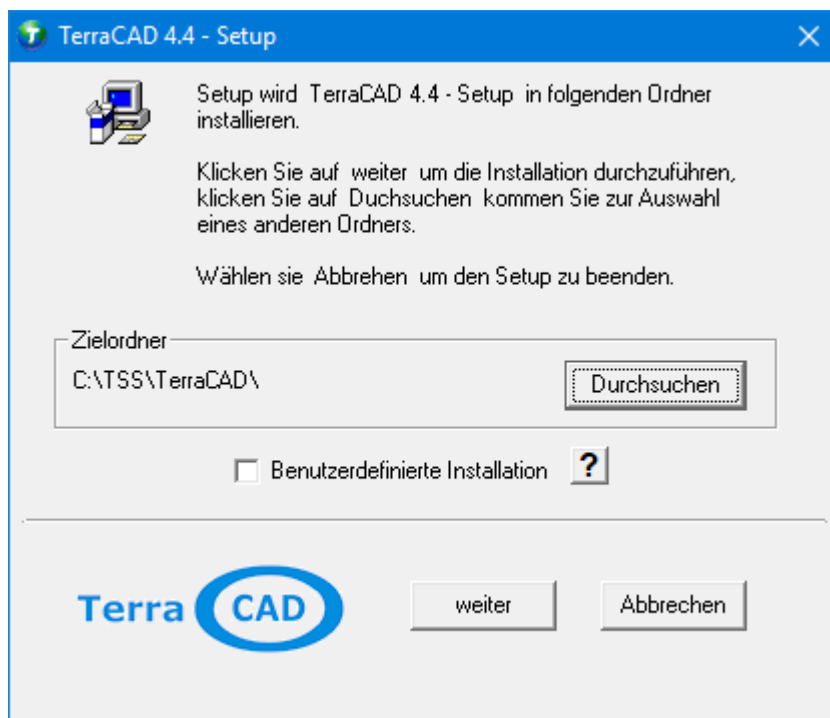 TerraCAD 4.4 - Setup
Setup wird TerraCAD 4.4 - Setup in folgenden Ordner
installieren.
Klicken Sie auf weiter um die Installation durchzuführen,
klicken Sie auf Duchsuchen kommen Sie zur Auswahl
eines anderen Ordners.
Wählen sie Abbrehen um den Setup zu beenden.
Zielordner
C:\TSS\TerraCAD\
Durchsuchen
Benutzerdefinierte Installation ?
Terra CAD
weiter
Abbrechen